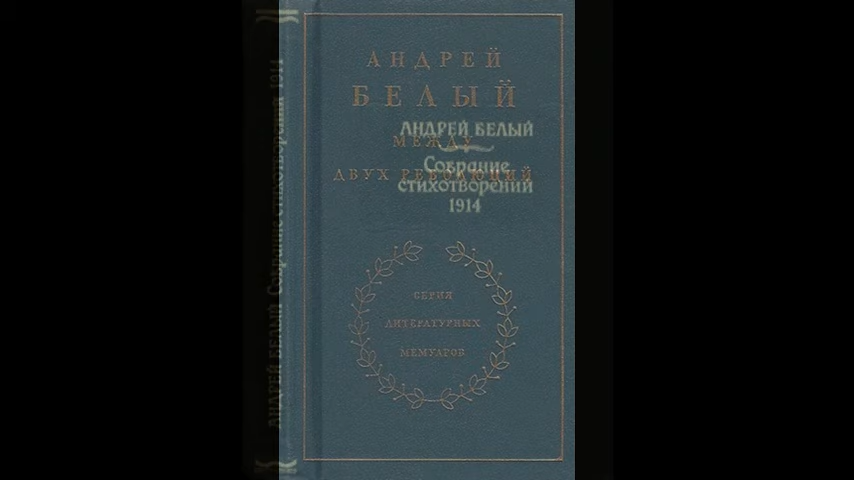 АНДРЕЙ
БЕЛЫЙ
МЕЖДУ
ДВУХ РЕВОЛЮЦИЙ
АНДРЕЙ БЕЛЫЙ
Собрание
стихотворений
1914
СЕРИЯ
ЛИТЕРАТУРНЫХ
МЕМУАРОВ
АНДРЕЙ БЕЛЫЙ Собрание стихотворений 1914